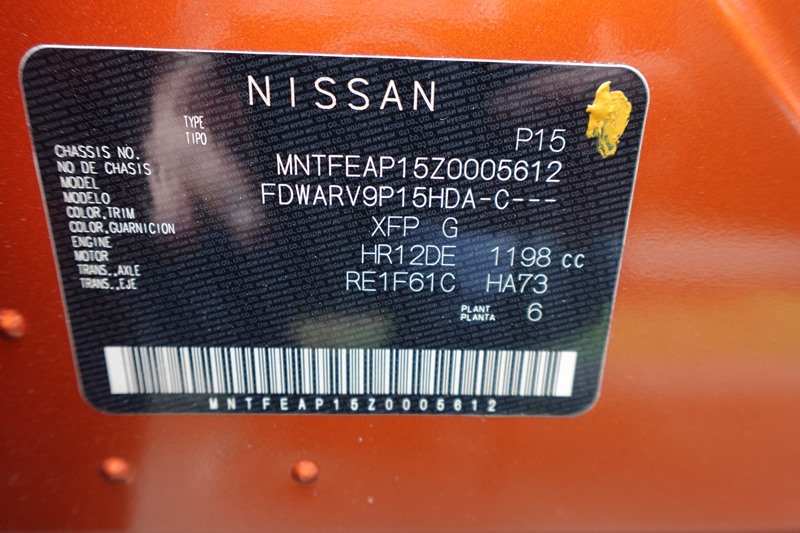 NISSAN
TYPE
TIPO P15
CHASSIS NO. MNTFEAP15Z0005612
NO DE CHASIS
MODEL FDWARV9P15HDA-C---
MODELO
COLOR,TRIM XFP G
COLOR,GUARNICION
ENGINE HR12DE 1198 cc
MOTOR
TRANS.,AXLE RE1F61C HA73
TRANS.,EJE
PLANT 6
PLANTA
MNTFEAP15Z0005612